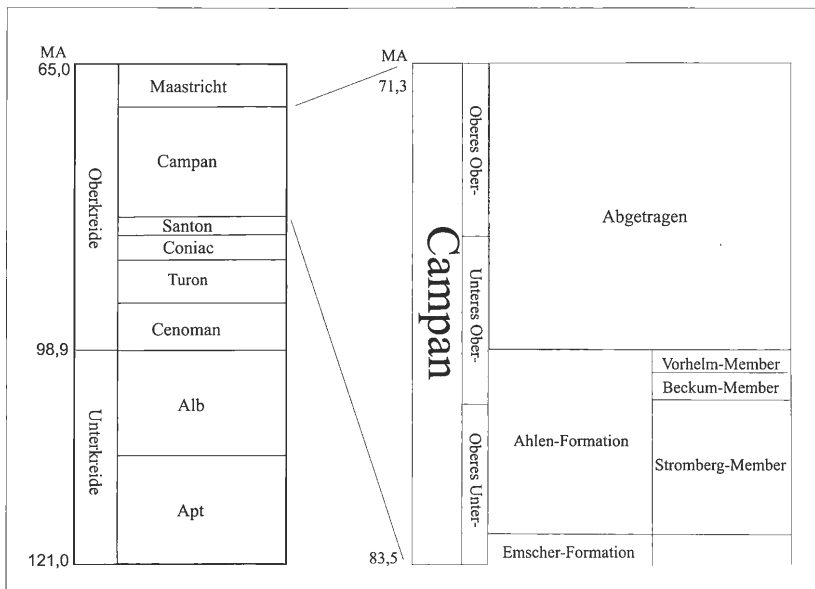 MA
65,0
Oberkreide
Maastricht
Campan
Santon
Coniac
Turon
Cenoman
98,9
Unterkreide
Alb
Apt
121,0
MA
71,3
Campan
Oberes Ober-
Unteres Ober-
Oberes Unter-
Abgetragen
Vorhelm-Member
Beckum-Member
Ahlen-Formation
Stromberg-Member
Emscher-Formation
83,5